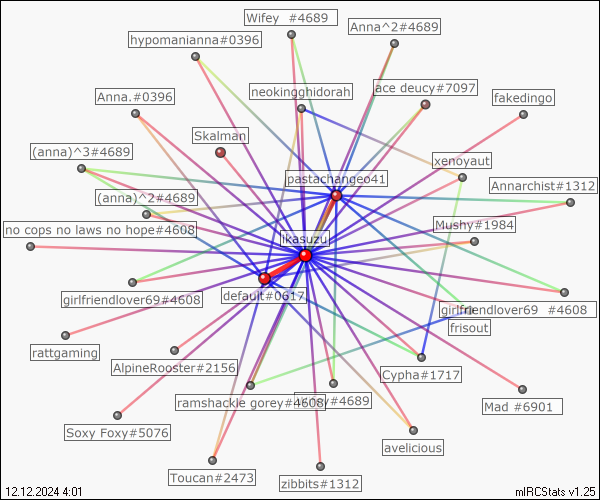 Wifey #4689
Anna^2#4689
hypomanianna#0396
ace deucy#7097
neokingghidorah
fakedingo
Anna.#0396
Skalman
(anna)^3#4689
xenoyaut
pastachangeo41
Annarchist#1312
(anna)^2#4689
Mushy#1984
no cops no laws no hope#4608
ikasuzu
default#0617
girlfriendlover69#4608
girlfriendlover69 #4608
frisout
rattgaming
AlpineRooster#2156
Cypha#1717
ramshackle gorey#4608
#4689
Mad #6901
Soxy Foxy#5076
avelicious
Toucan#2473
zibbits#1312
12.12.2024 4:01
mIRCStats v1.25